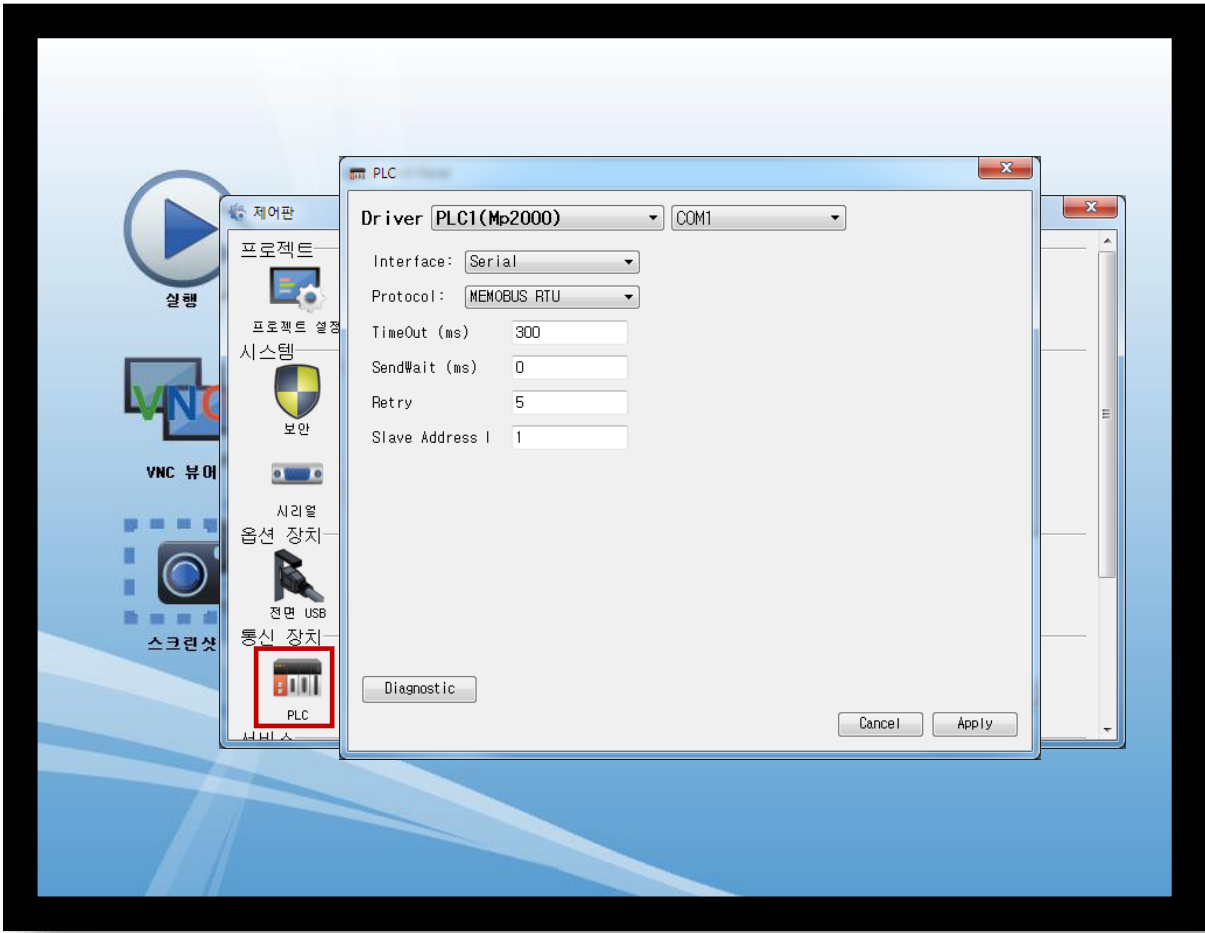 실행
VNC 뷰어
스크린샷
제어판
프로젝트
프로젝트 설정
시스템
보안
시리얼
옵션 장치
전면 USB
통신 장치
PLC
서비스
PLC
Driver PLC1(Mp2000) COM1
Interface: Serial
Protocol: MEMOBUS RTU
TimeOut (ms) 300
SendWait (ms) 0
Retry 5
Slave Address I 1
Diagnostic
Cancel Apply